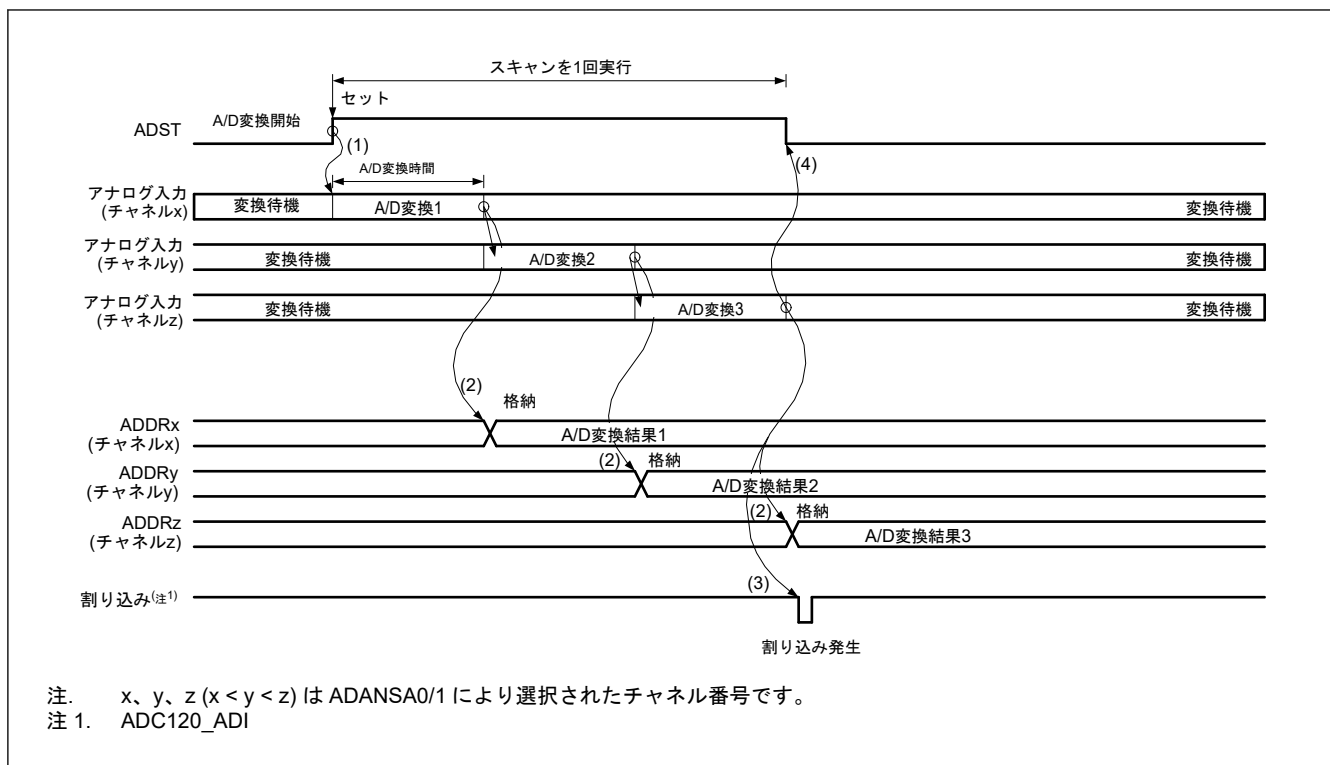 スキャンを1回実行
セット
ADST
A/D変換開始
(1)
(4)
A/D変換時間
アナログ入力
(チャネルx)
変換待機
A/D変換1
変換待機
アナログ入力
(チャネルy)
変換待機
A/D変換2
変換待機
アナログ入力
(チャネルz)
変換待機
A/D変換3
変換待機
(2)
格納
ADDRx
(チャネルx)
A/D変換結果1
(2)
格納
ADDRy
(チャネルy)
A/D変換結果2
(2)
格納
ADDRz
(チャネルz)
A/D変換結果3
(3)
割り込み(注1)
割り込み発生
注. x、y、z (x < y < z) は ADANSA0/1 により選択されたチャネル番号です。
注 1. ADC120_ADI